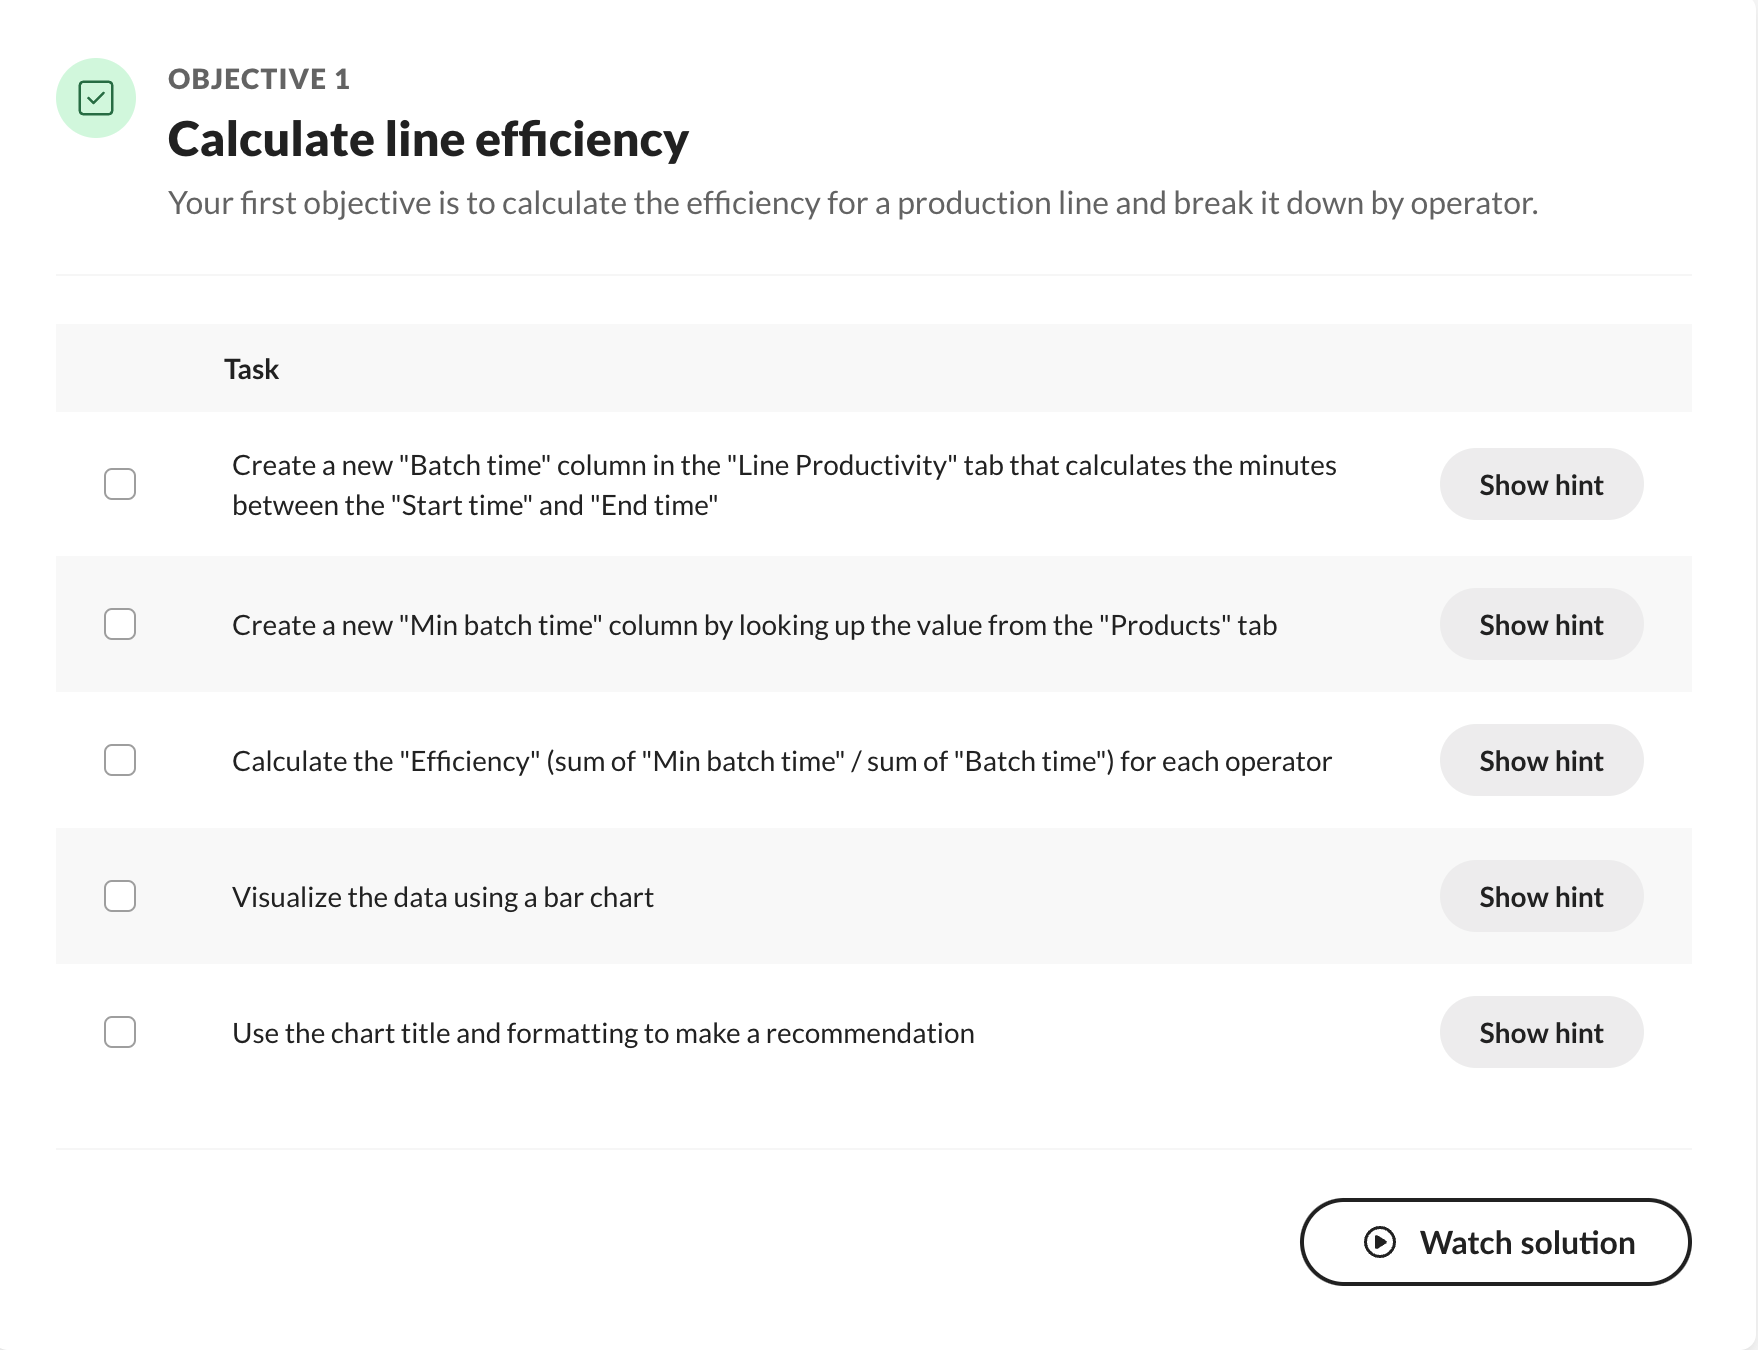 OBJECTIVE 1
Calculate line efficiency
Your first objective is to calculate the efficiency for a production line and break it down by operator.
Task
Create a new "Batch time" column in the "Line Productivity" tab that calculates the minutes
between the "Start time" and "End time"
Show hint
Create a new "Min batch time" column by looking up the value from the "Products" tab
Show hint
Calculate the "Efficiency" (sum of "Min batch time" / sum of "Batch time") for each operator
Show hint
Visualize the data using a bar chart
Show hint
Use the chart title and formatting to make a recommendation
Show hint
Watch solution